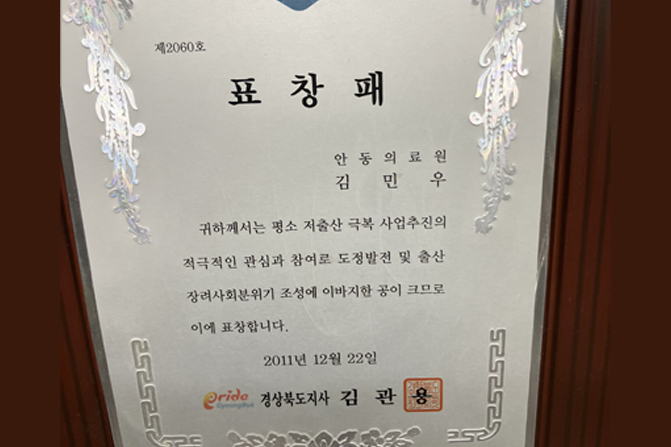 제2060호
표 창 패
안 동 의 료 원
김 민 우
귀하께서는 평소 저출산 극복 사업추진의
적극적인 관심과 참여로 도정발전 및 출산
장려사회분위기 조성에 이바지한 공이 크므로
이에 표창합니다.
2011년 12월 22일
pride GyeongBuk 경상북도지사 김 관 용